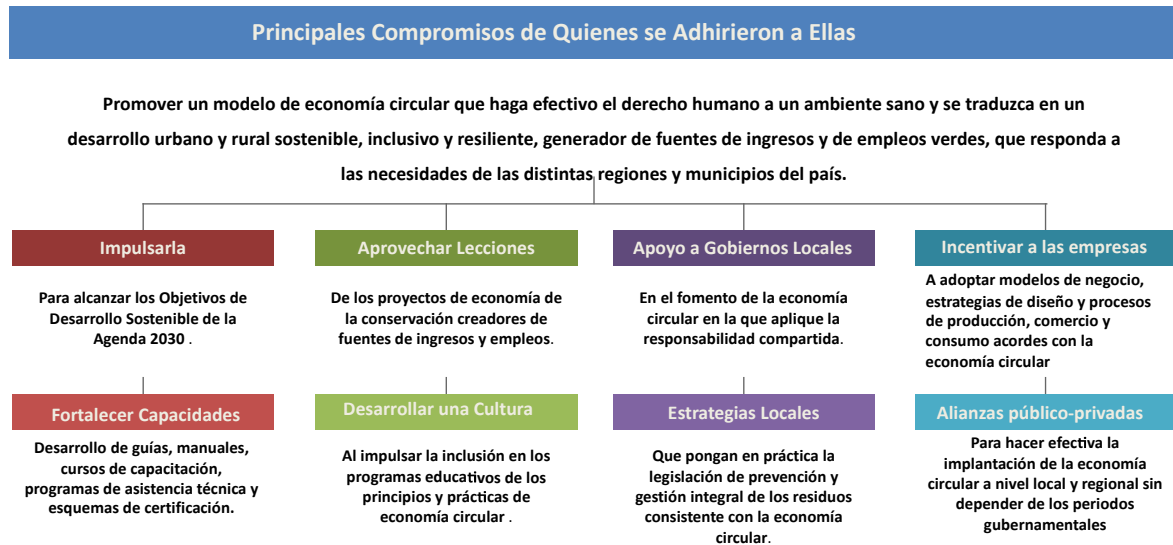 Principales Compromisos de Quienes se Adhirieron a Ellas
Promover un modelo de economía circular que haga efectivo el derecho humano a un ambiente sano y se traduzca en un
desarrollo urbano y rural sostenible, inclusivo y resiliente, generador de fuentes de ingresos y de empleos verdes, que responda a
las necesidades de las distintas regiones y municipios del país.
Impulsarla
Para alcanzar los Objetivos de
Desarrollo Sostenible de la
Agenda 2030 .
Aprovechar Lecciones
De los proyectos de economía de
la conservación creadores de
fuentes de ingresos y empleos.
Apoyo a Gobiernos Locales
En el fomento de la economía
circular en la que aplique la
responsabilidad compartida.
Incentivar a las empresas
A adoptar modelos de negocio,
estrategias de diseño y procesos
de producción, comercio y
consumo acordes con la
economía circular
Fortalecer Capacidades
Desarrollo de guías, manuales,
cursos de capacitación,
programas de asistencia técnica y
esquemas de certificación.
Desarrollar una Cultura
Al impulsar la inclusión en los
programas educativos de los
principios y prácticas de
economía circular .
Estrategias Locales
Que pongan en práctica la
legislación de prevención y
gestión integral de los residuos
consistente con la economía
circular.
Alianzas público-privadas
Para hacer efectiva la
implantación de la economía
circular a nivel local y regional sin
depender de los periodos
gubernamentales